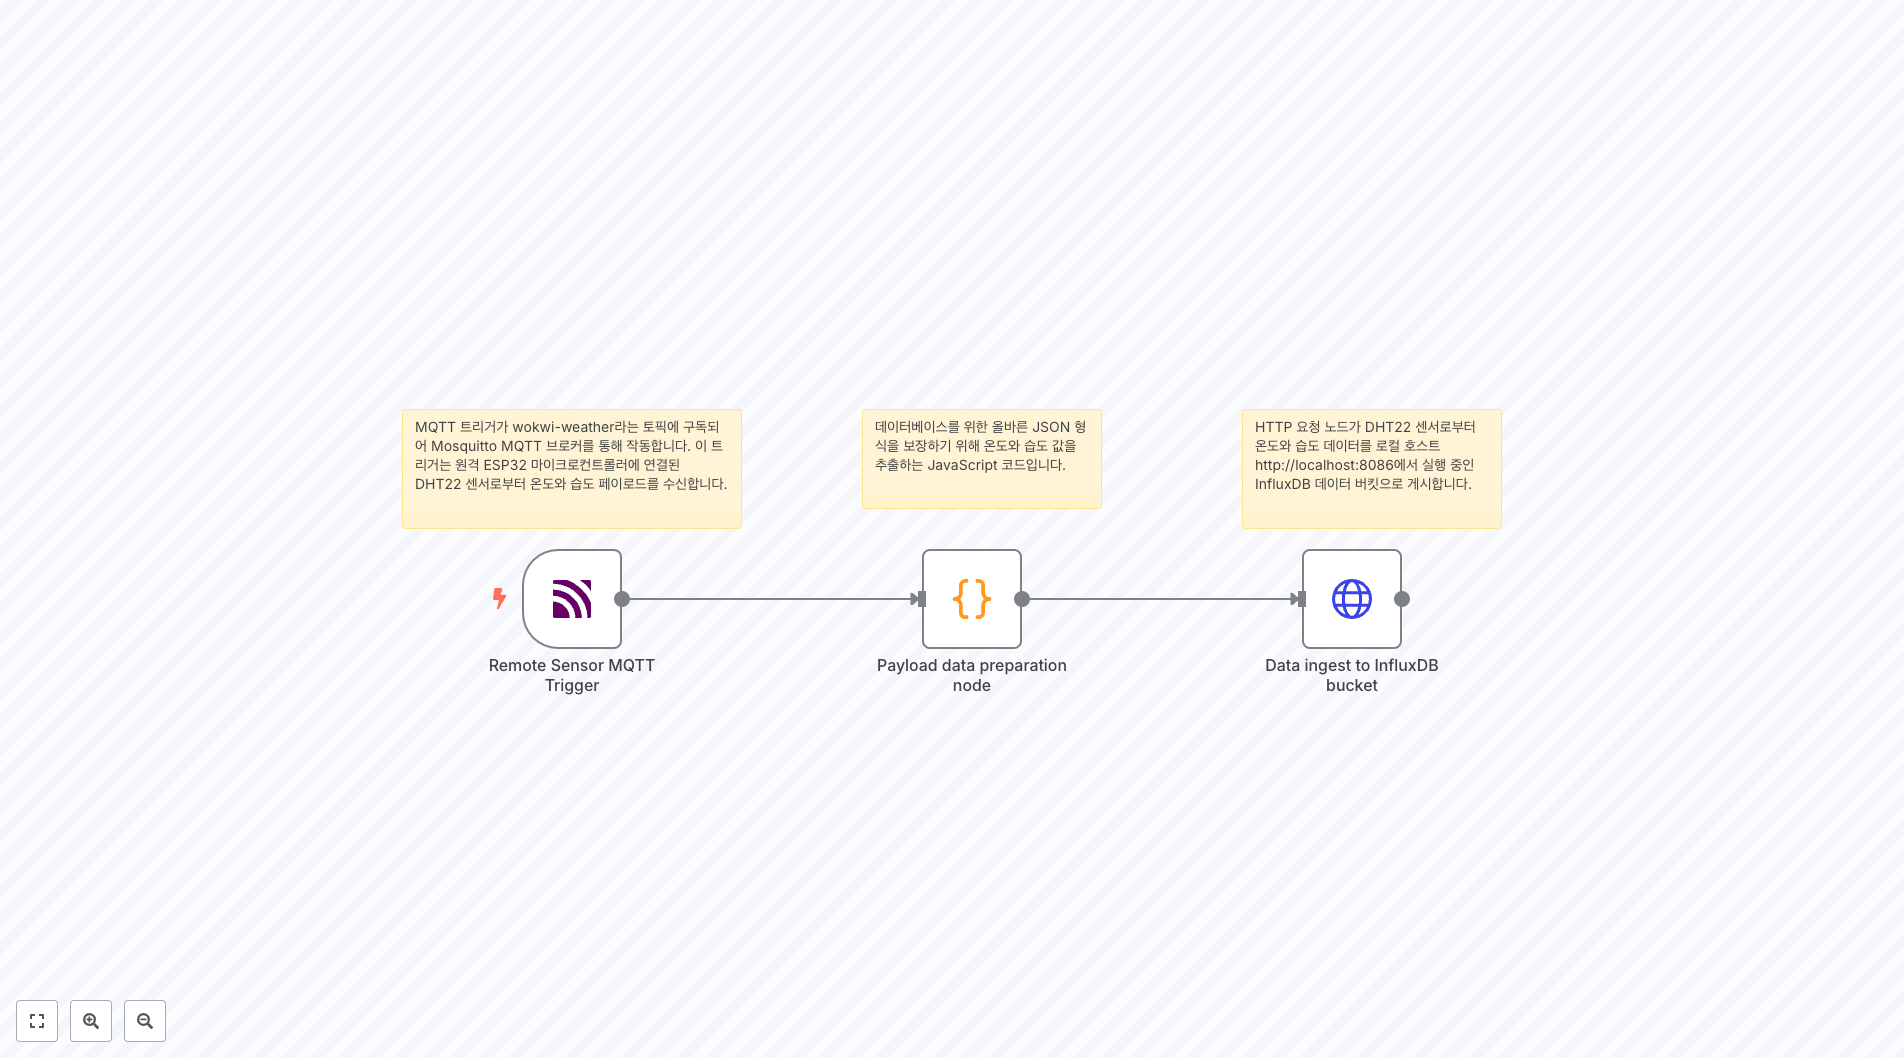 MQTT 트리거가 wokwi-weather라는 토픽에 구독되
어 Mosquitto MQTT 브로커를 통해 작동합니다. 이 트
리거는 원격 ESP32 마이크로컨트롤러에 연결된
DHT22 센서로부터 온도와 습도 페이로드를 수신합니다.
데이터베이스를 위한 올바른 JSON 형
식을 보장하기 위해 온도와 습도 값을
추출하는 JavaScript 코드입니다.
HTTP 요청 노드가 DHT22 센서로부터
온도와 습도 데이터를 로컬 호스트
http://localhost:8086에서 실행 중인
InfluxDB 데이터 버킷으로 게시합니다.
Remote Sensor MQTT
Trigger
Payload data preparation
node
Data ingest to InfluxDB
bucket